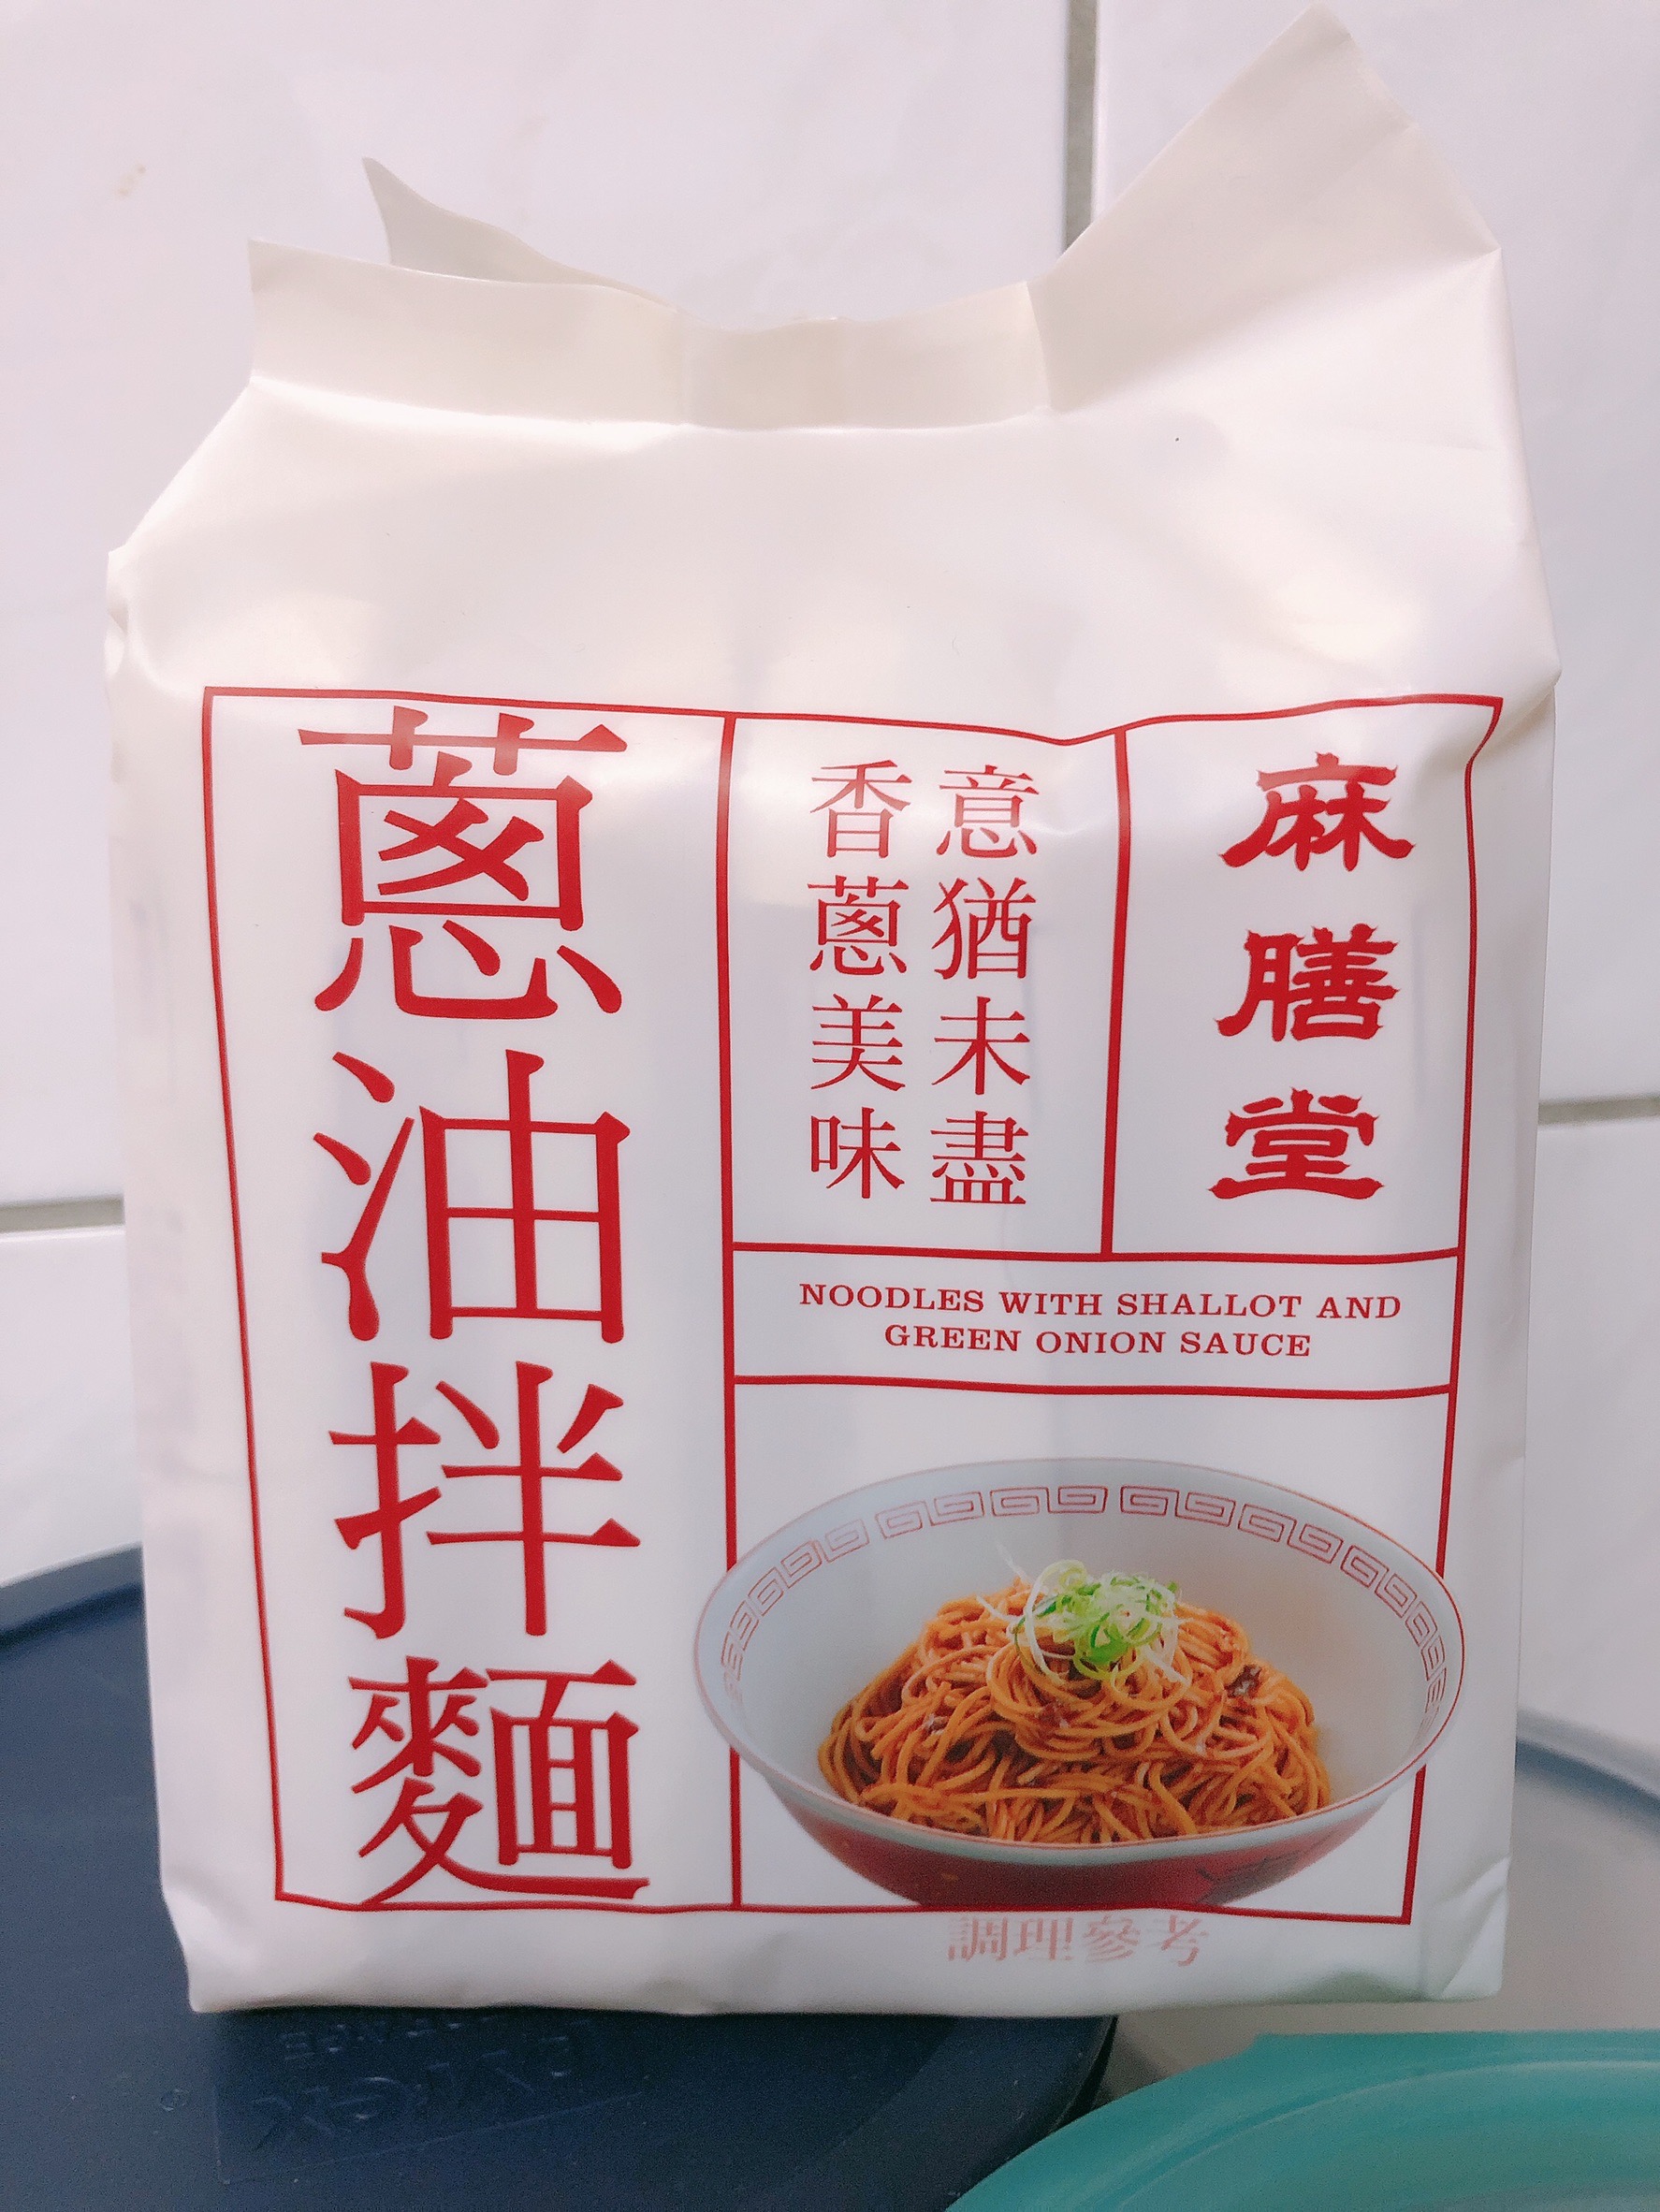 麻膳堂
意猶未盡
香蔥美味
蔥油拌麵
NOODLES WITH SHALLOT AND
GREEN ONION SAUCE
調理參考